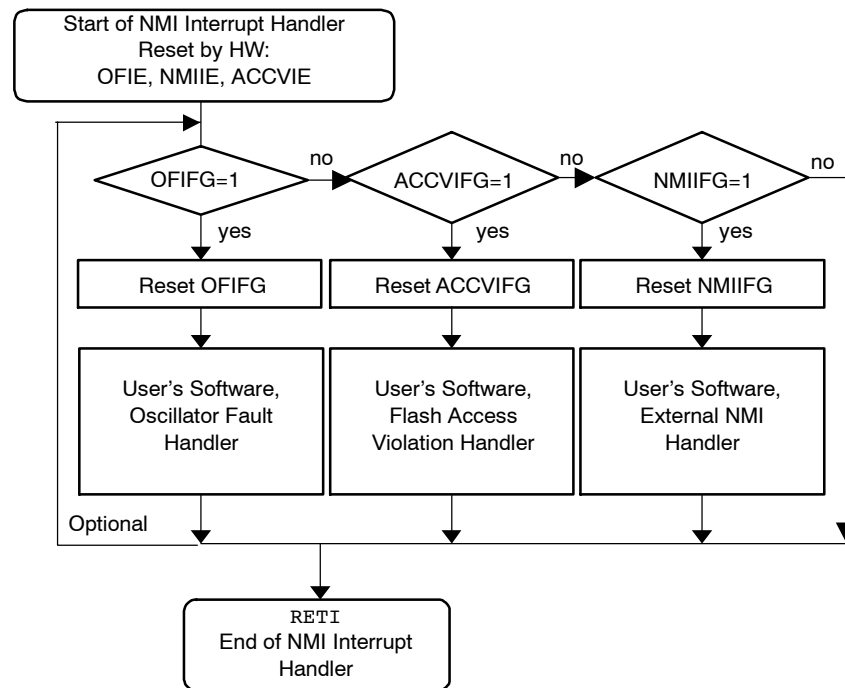 Start of NMI Interrupt Handler
Reset by HW:
OFIE, NMIIE, ACCVIE
OFIFG=1
no
ACCVIFG=1
no
NMIIFG=1
no
yes
yes
yes
Reset OFIFG
Reset ACCVIFG
Reset NMIIFG
User's Software,
Oscillator Fault
Handler
User's Software,
Flash Access
Violation Handler
User's Software,
External NMI
Handler
Optional
RETI
End of NMI Interrupt
Handler